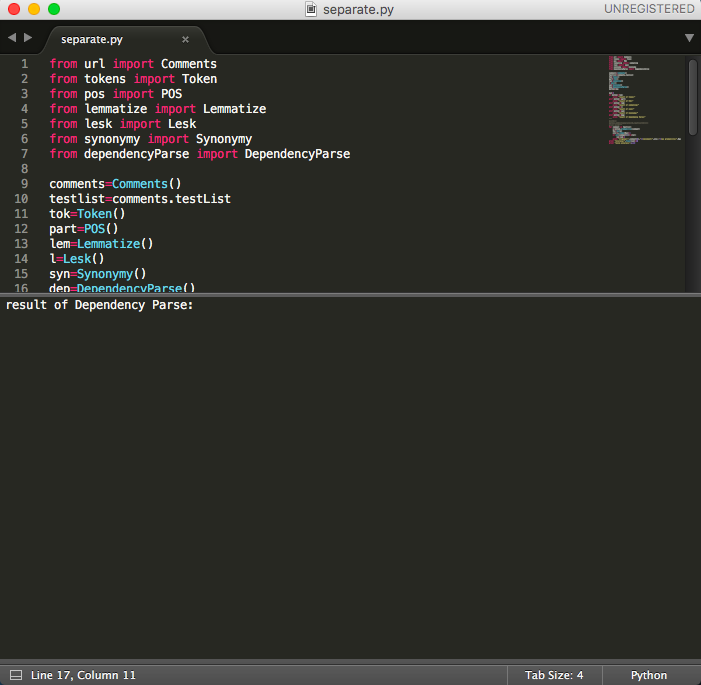 separate.py
UNREGISTERED
separate.py
1 from url import Comments
2 from tokens import Token
3 from pos import POS
4 from lemmatize import Lemmatize
5 from lesk import Lesk
6 from synonymy import Synonymy
7 from dependencyParse import DependencyParse
8
9 comments=Comments()
10 testlist=comments.testList
11 tok=Token()
12 part=POS()
13 lem=Lemmatize()
14 l=Lesk()
15 syn=Synonymy()
16 dep=DependencyParse()
result of Dependency Parse:
Line 17, Column 11
Tab Size: 4
Python